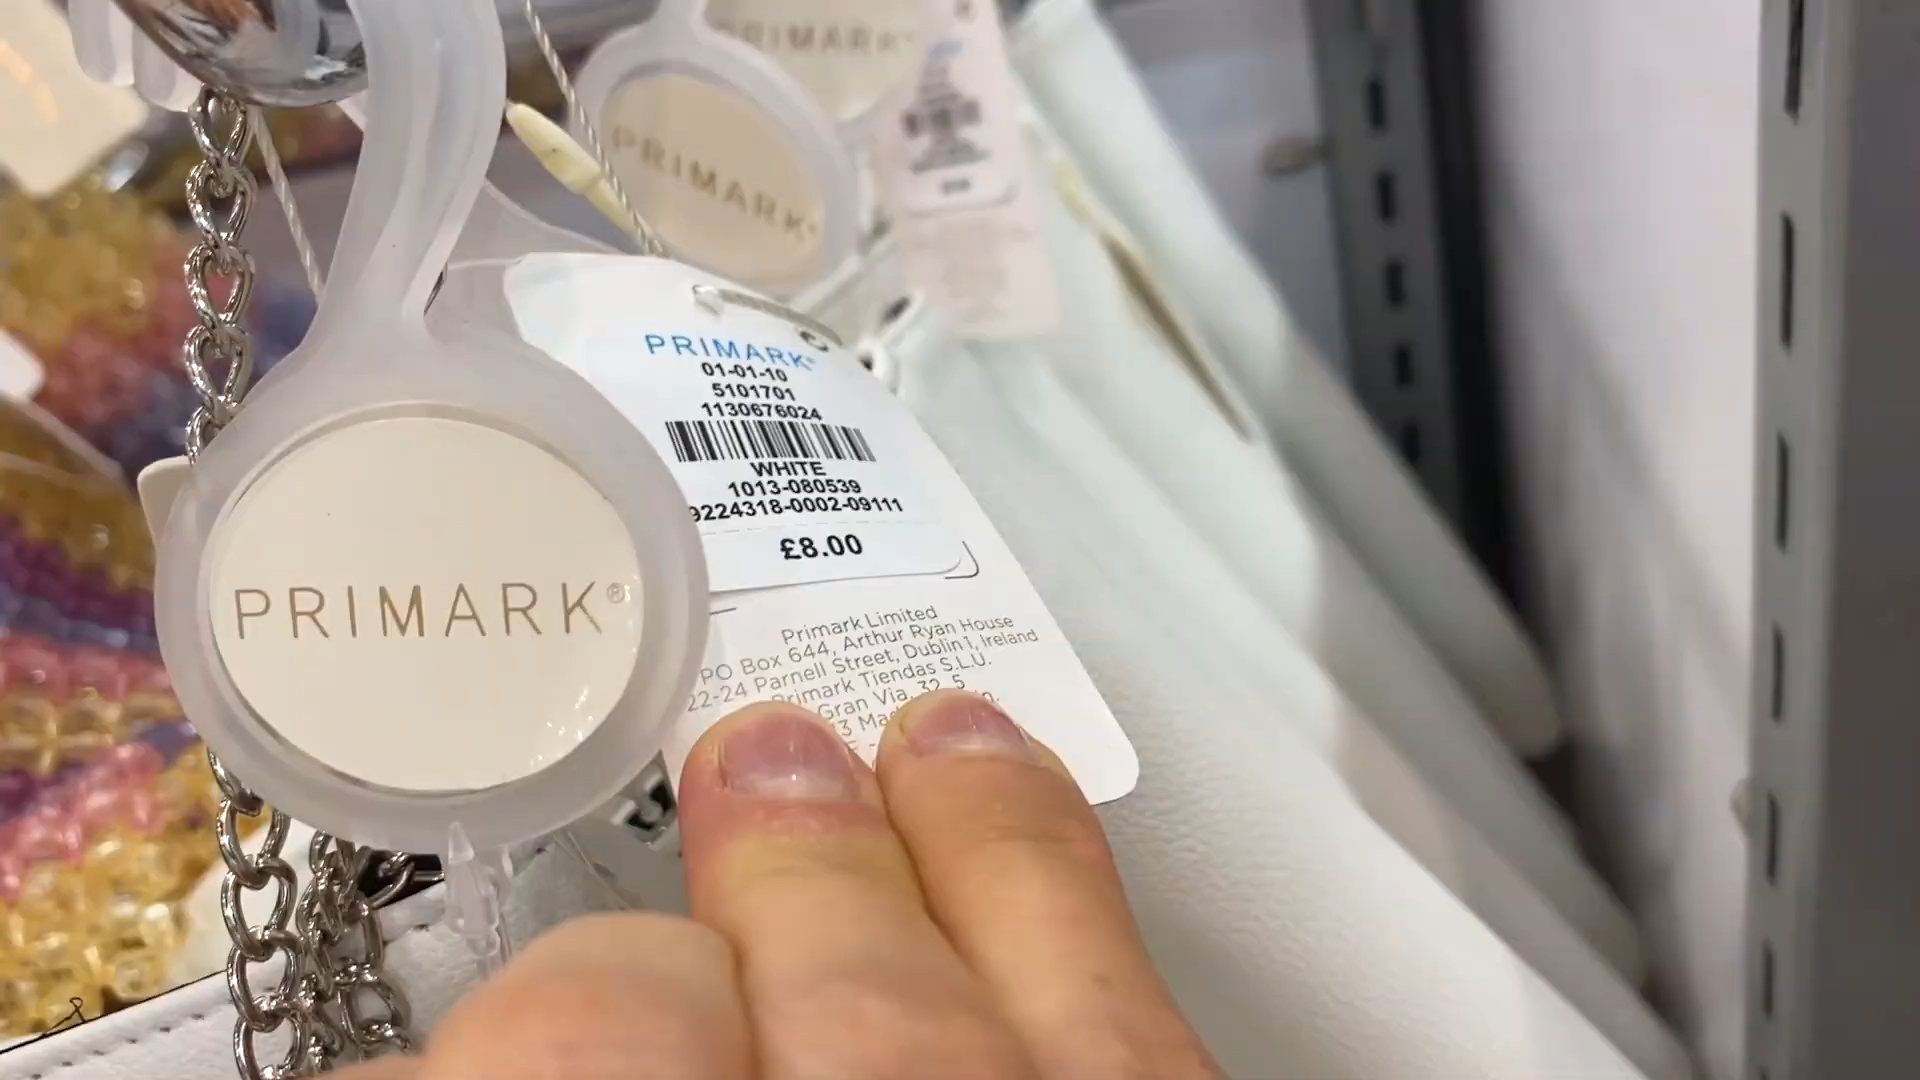 PRIMARK
PRIMARK
PRIMARK®
01-01-10
5101701
1130676024
WHITE
1013-080539
9224318-0002-09111
£8.00
PRIMARK®
Primark Limited
PO Box 644, Arthur Ryan House
22-24 Parnell Street, Dublin 1, Ireland
Primark Tiendas S.L.U.
Gran Via, 32, 5